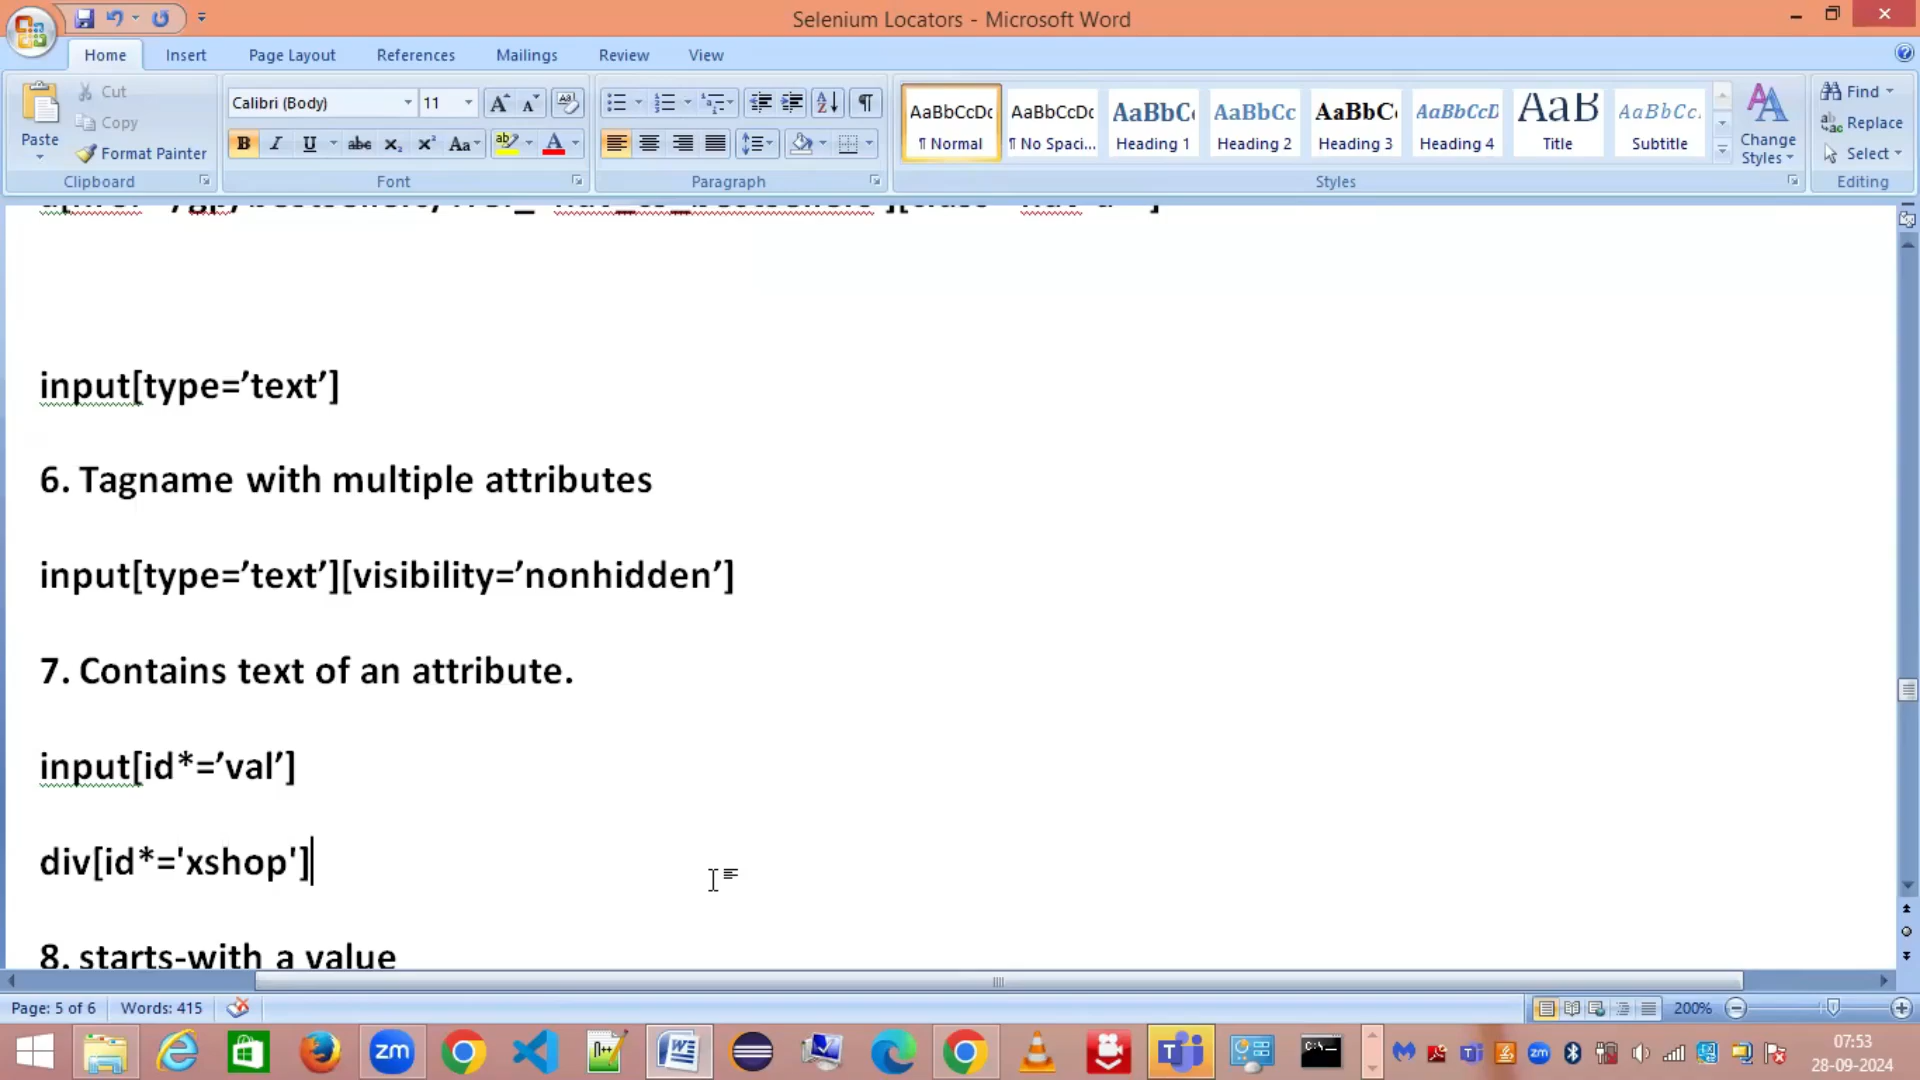 Selenium Locators - Microsoft Word
Home Insert Page Layout References Mailings Review View
Paste
Cut
Copy
Format Painter
Clipboard
Calibri (Body) 11
Font
Paragraph
AaBbCcDc AaBbCcDc AaBbC AaBbCc AaBbC AaBbCcD AaB AaBbCc.
¶ Normal ¶ No Spaci... Heading 1 Heading 2 Heading 3 Heading 4 Title Subtitle
Change Styles
Styles
Find
Replace
Select
Editing
input[type=’text’]
6. Tagname with multiple attributes
input[type=’text’][visibility=’nonhidden’]
7. Contains text of an attribute.
input[id*=’val’]
div[id*='xshop']
8. starts-with a value
Page: 5 of 6 Words: 415 200%
07:53
28-09-2024